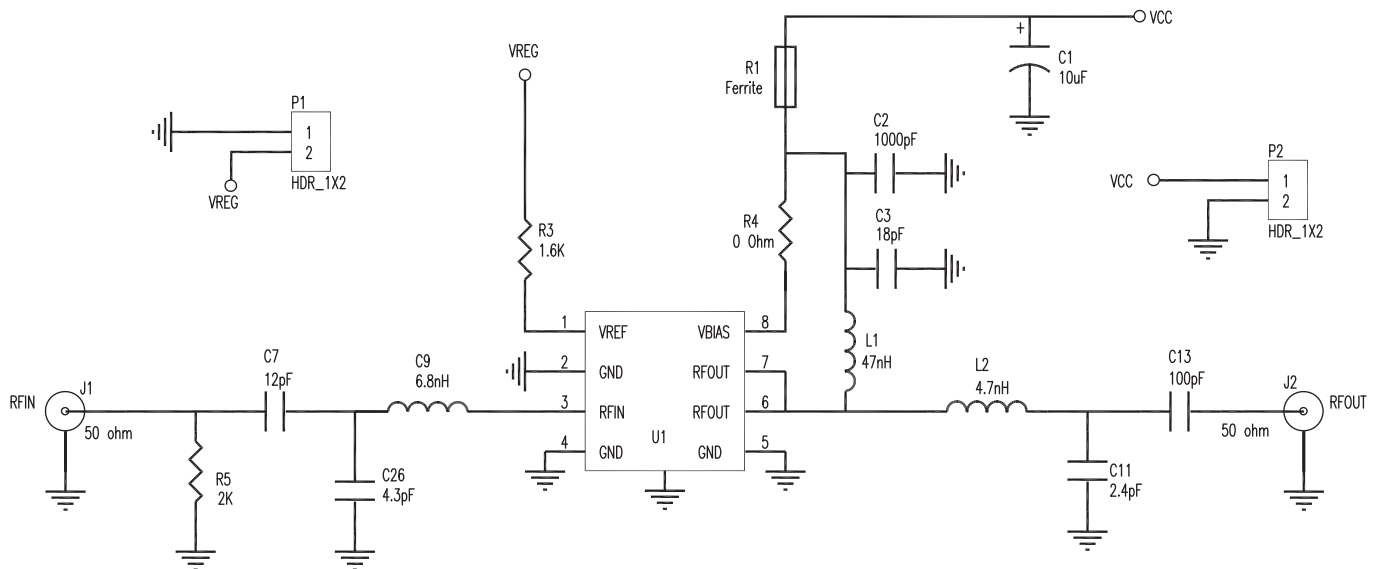 VCC
+
C1
10uF
VREG
R1
Ferrite
P1
1
2
HDR_1X2
VREG
C2
1000pF
P2
VCC
1
2
HDR_1X2
R3
1.6K
R4
0 Ohm
C3
18pF
1
VREF
VBIAS
8
2
GND
RFOUT
7
3
RFIN
RFOUT
6
4
GND
U1
GND
5
L1
47nH
RFIN
J1
50 ohm
C7
12pF
C9
6.8nH
R5
2K
C26
4.3pF
L2
4.7nH
C13
100pF
J2
RFOUT
50 ohm
C11
2.4pF